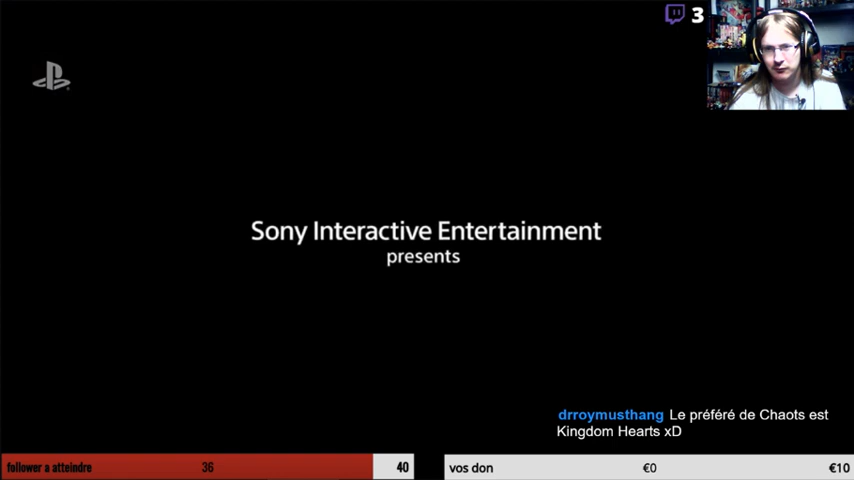 3
Sony Interactive Entertainment
presents
drroymusthang Le préféré de Chaots est
Kingdom Hearts xD
follower a atteindre 36 40
vos don €0 €10